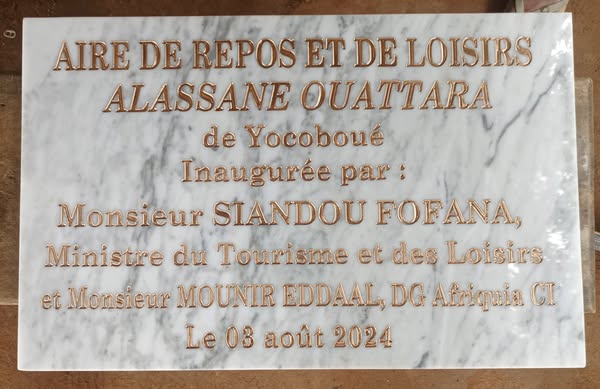 AIRE DE REPOS ET DE LOISIRS
ALASSANE OUATTARA
de Yocoboué
Inaugurée par :
Monsieur SIANDOU FOFANA,
Ministre du Tourisme et des Loisirs
et Monsieur MOUNIR EDDAAL, DG Afriquia CI
Le 03 août 2024